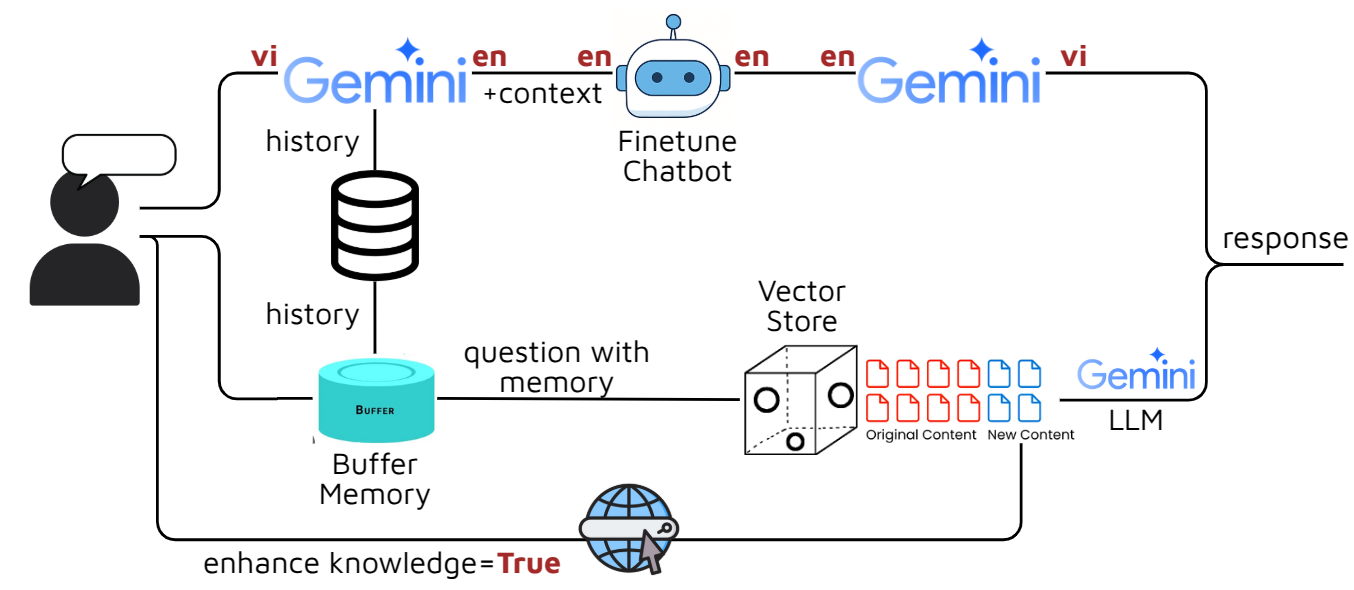 vi
Gemini
en
+context
en
Finetune
Chatbot
en
en
Gemini
vi
history
history
response
Vector
Store
question with
memory
BUFFER
Buffer
Memory
Original Content
New Content
Gemini
LLM
enhance knowledge=True